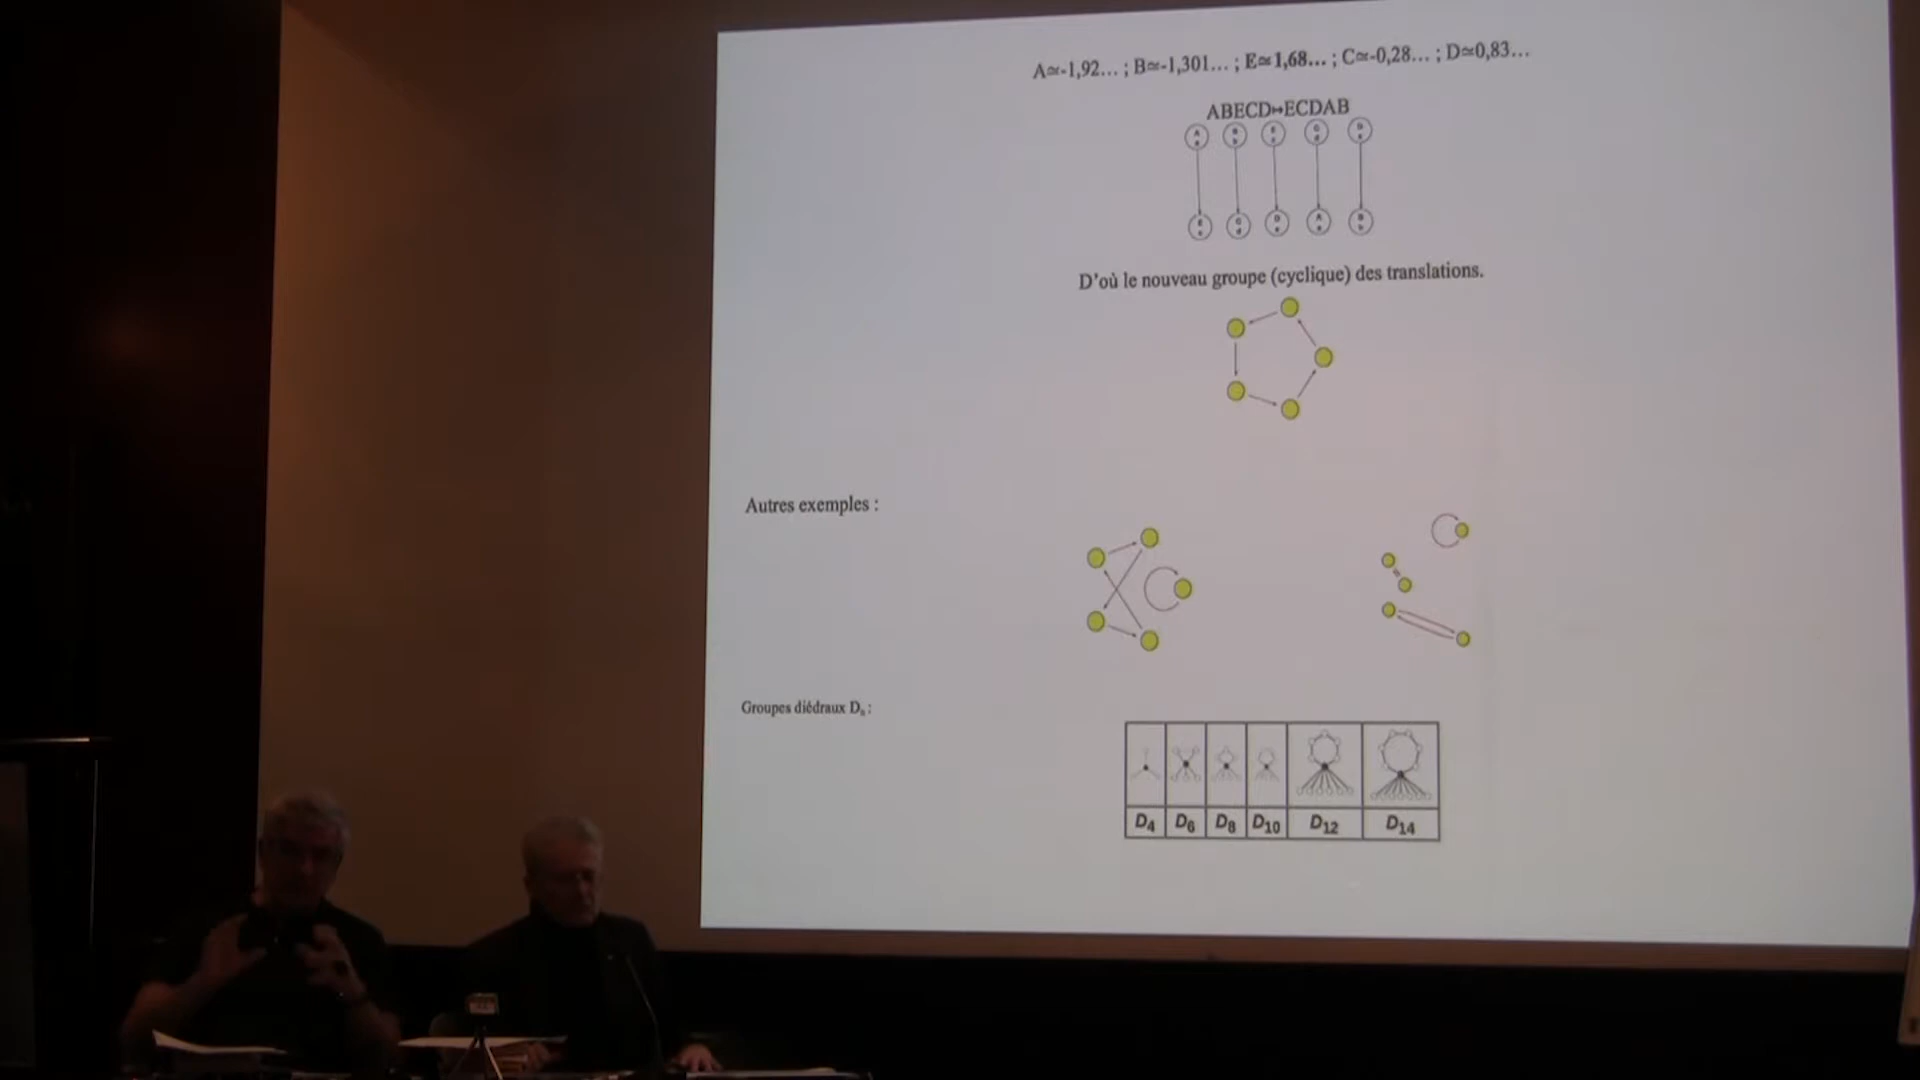 A≃-1,92… ; B≃-1,301… ; E≃1,68… ; C≃-0,28… ; D≃0,83…
ABECD↦ECDAB
D’où le nouveau groupe (cyclique) des translations.
Autres exemples :
Groupes diédraux Dₙ :
D4 D6 D8 D10 D12 D14